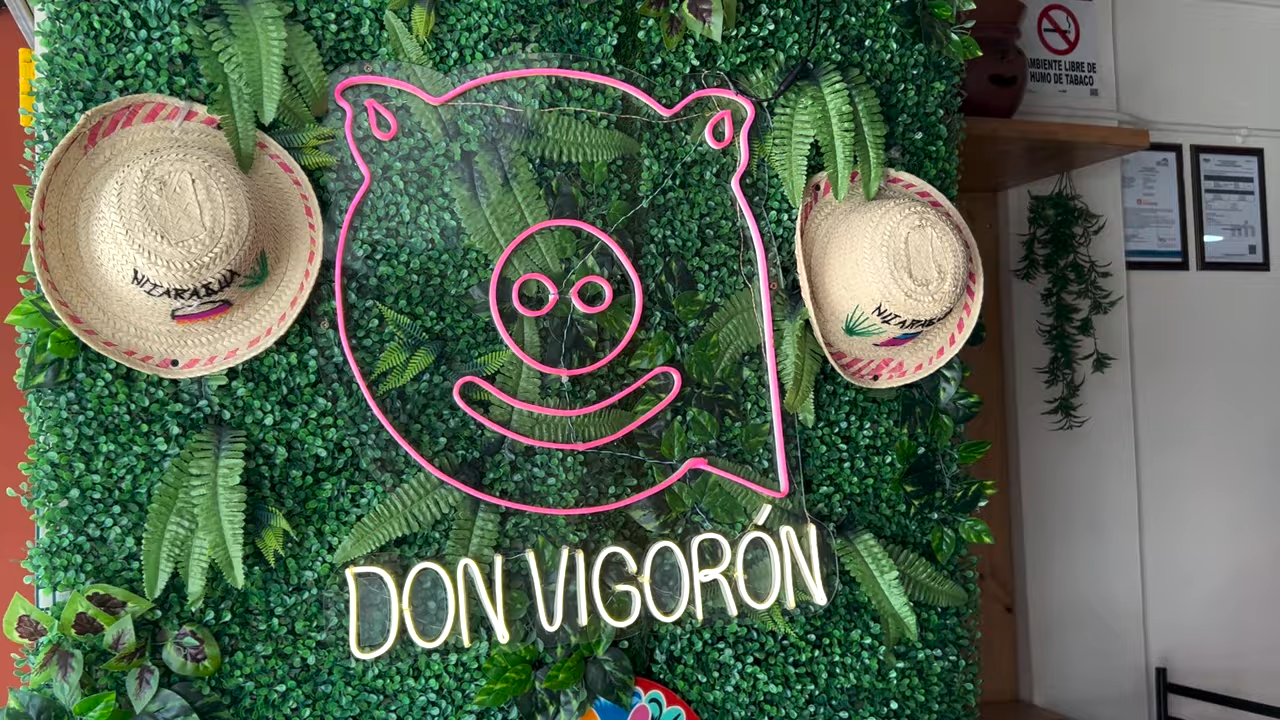 AMBIENTE LIBRE DE
HUMO DE TABACO
NICARAGUA
NICARAGUA
DON VIGORÓN